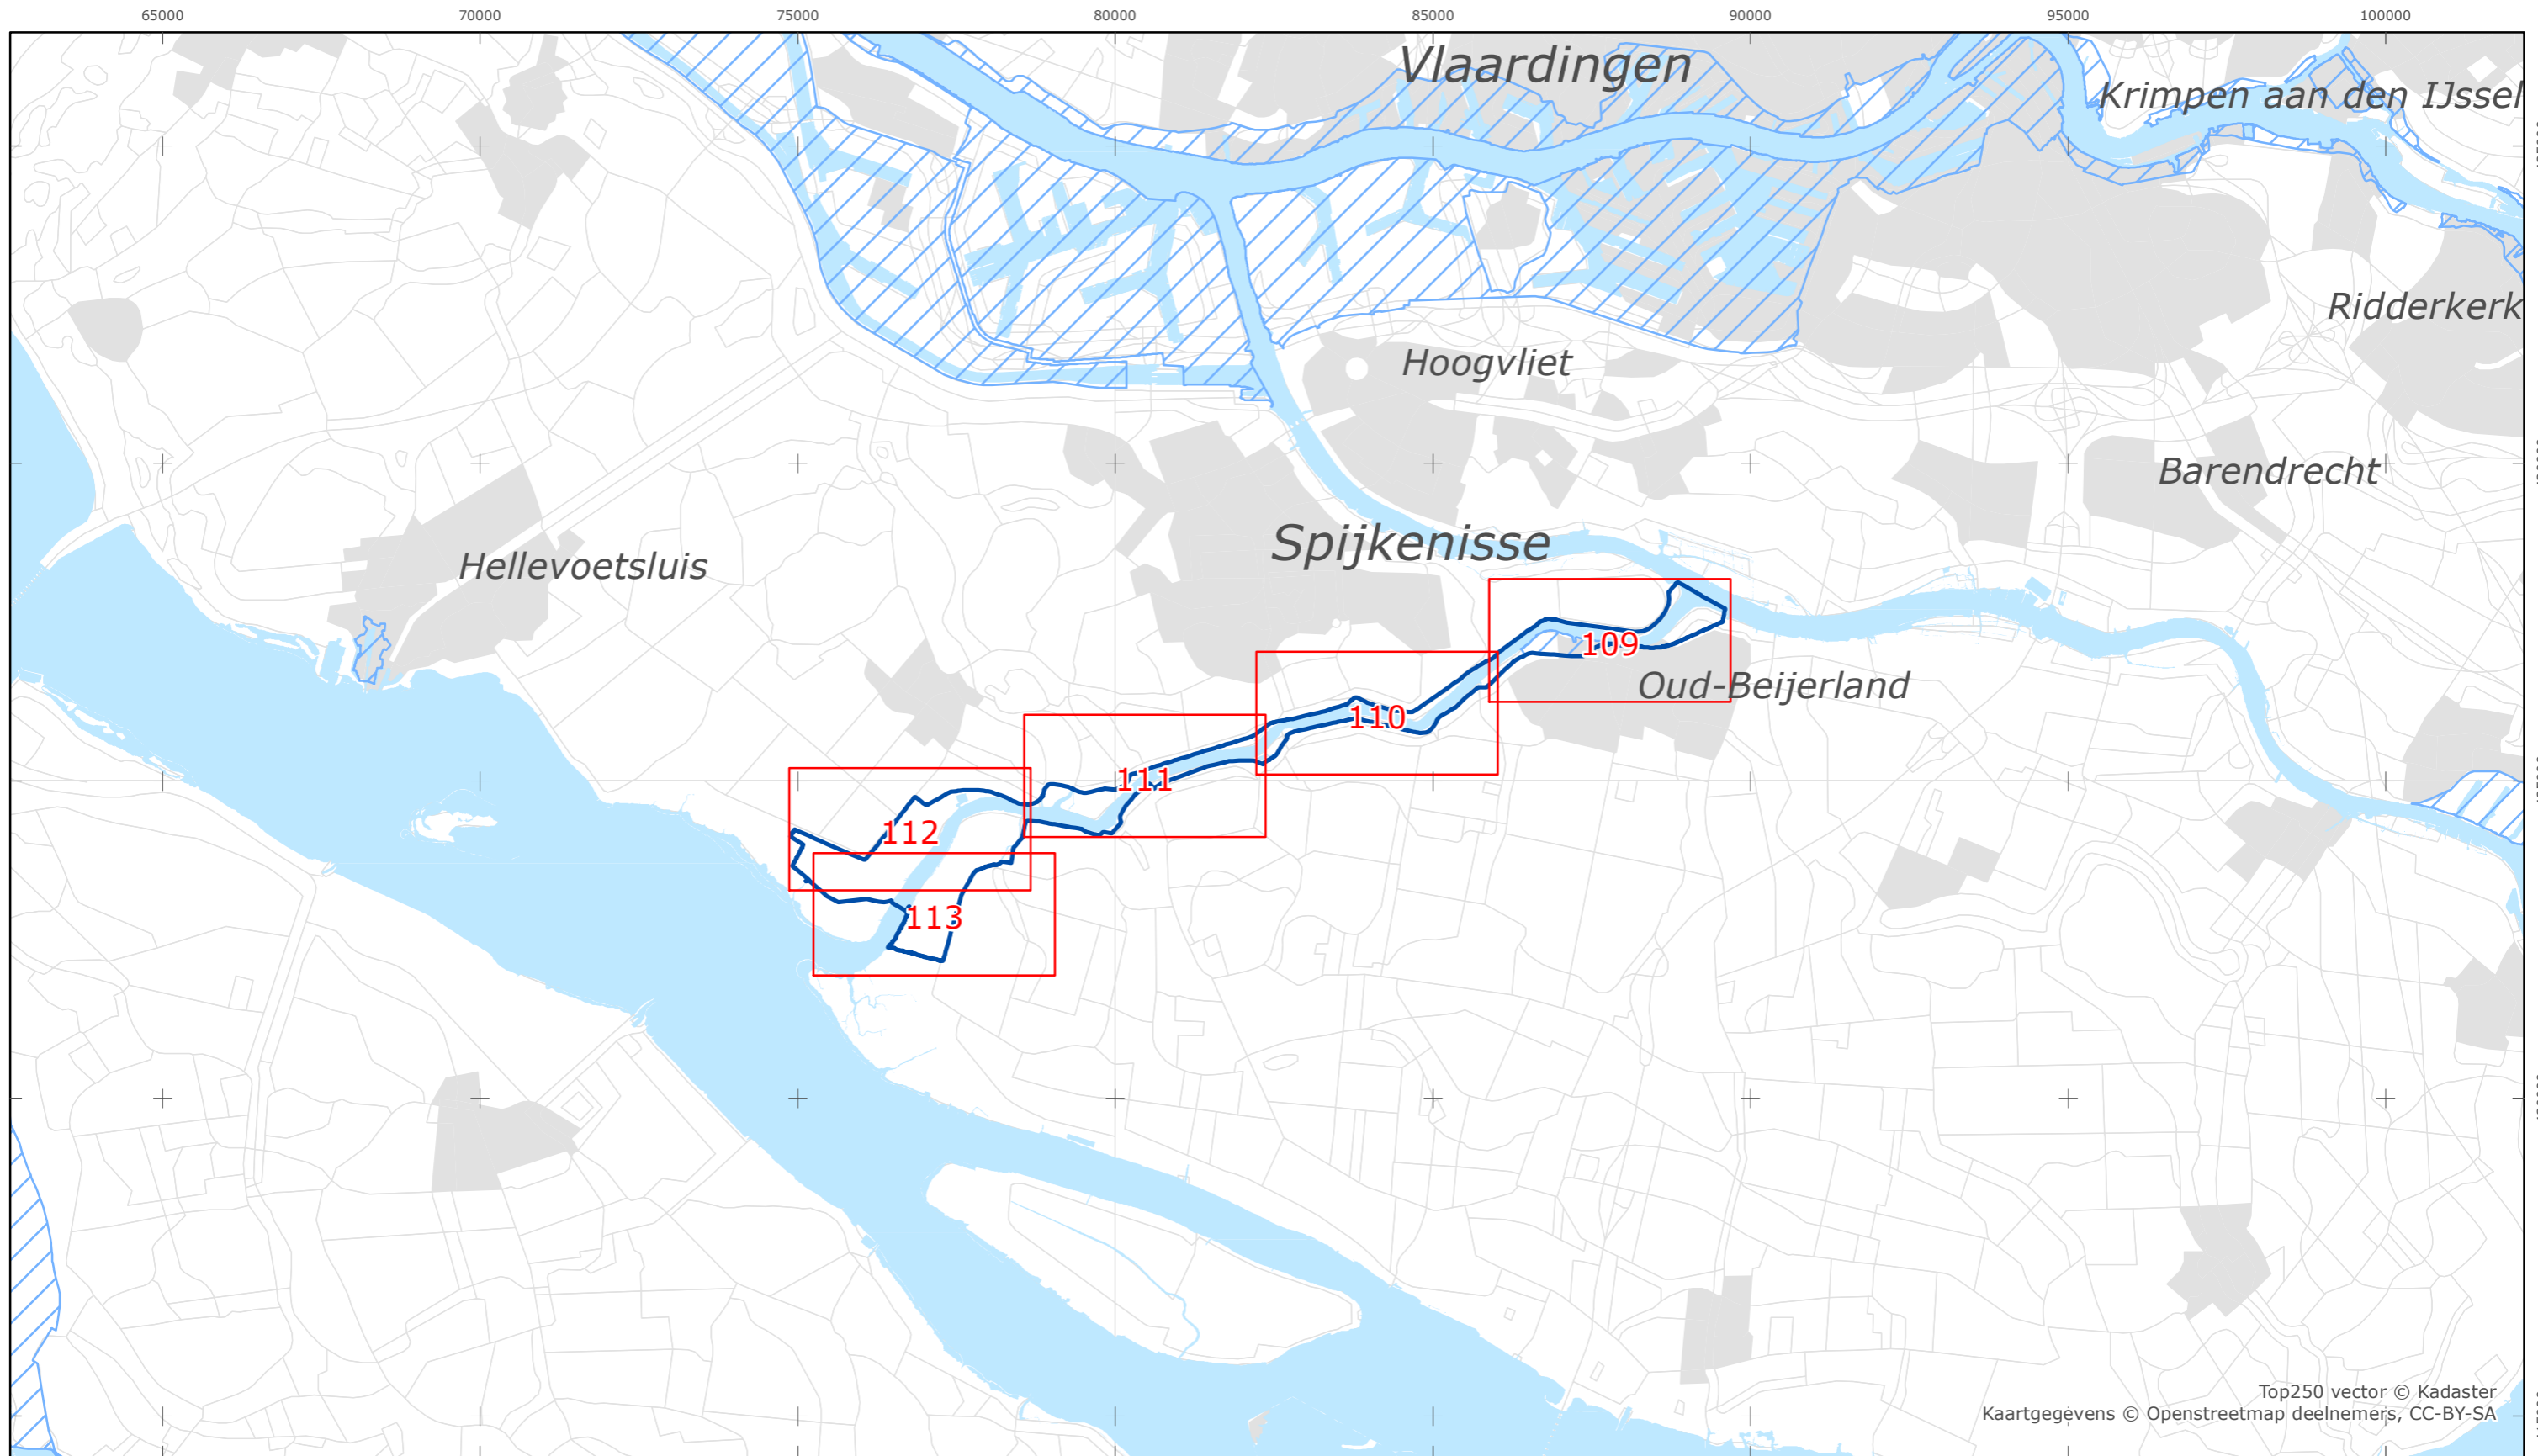 65000 70000 75000 80000 85000 90000 95000 100000
Vlaardingen
Krimpen aan den IJssel
Ridderkerk
Hoogvliet
Barendrecht
Spijkenisse
Hellevoetsluis
109
Oud-Beijerland
110
111
112
113
Top250 vector © Kadaster
Kaartgegevens © Openstreetmap deelnemers, CC-BY-SA